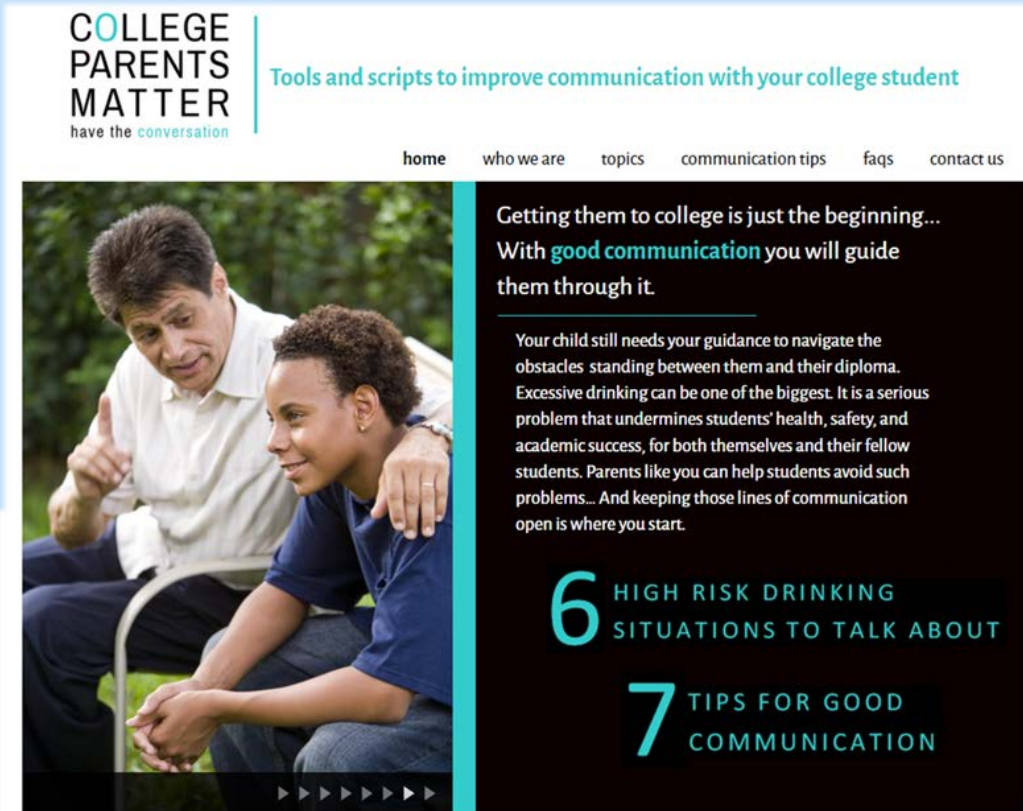 COLLEGE
PARENTS
MATTER
have the conversation
Tools and scripts to improve communication with your college student
home who we are topics communication tips faqs contact us
Getting them to college is just the beginning...
With good communication you will guide
them through it.
Your child still needs your guidance to navigate the
obstacles standing between them and their diploma.
Excessive drinking can be one of the biggest. It is a serious
problem that undermines students' health, safety, and
academic success, for both themselves and their fellow
students. Parents like you can help students avoid such
problems... And keeping those lines of communication
open is where you start.
6 HIGH RISK DRINKING
SITUATIONS TO TALK ABOUT
7 TIPS FOR GOOD
COMMUNICATION